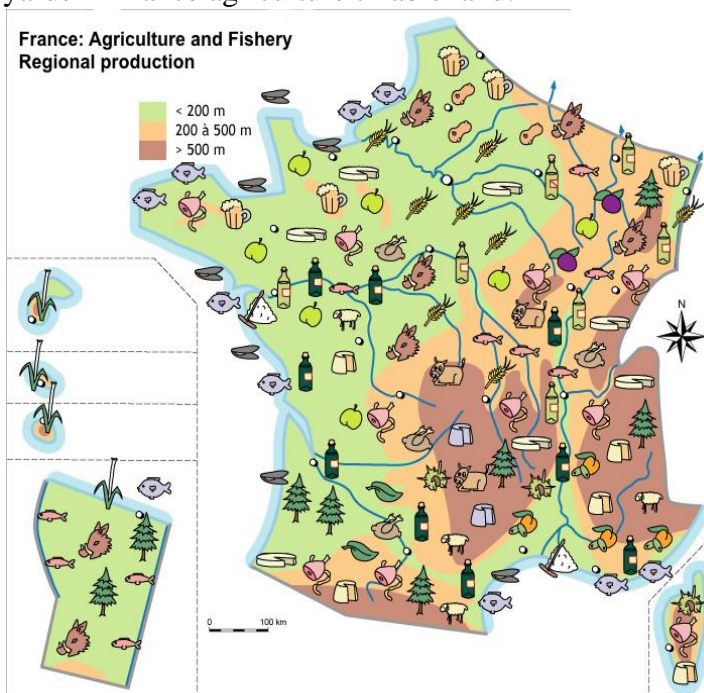 France: Agriculture and Fishery
Regional production
< 200 m
200 à 500 m
> 500 m
N
0 100 km